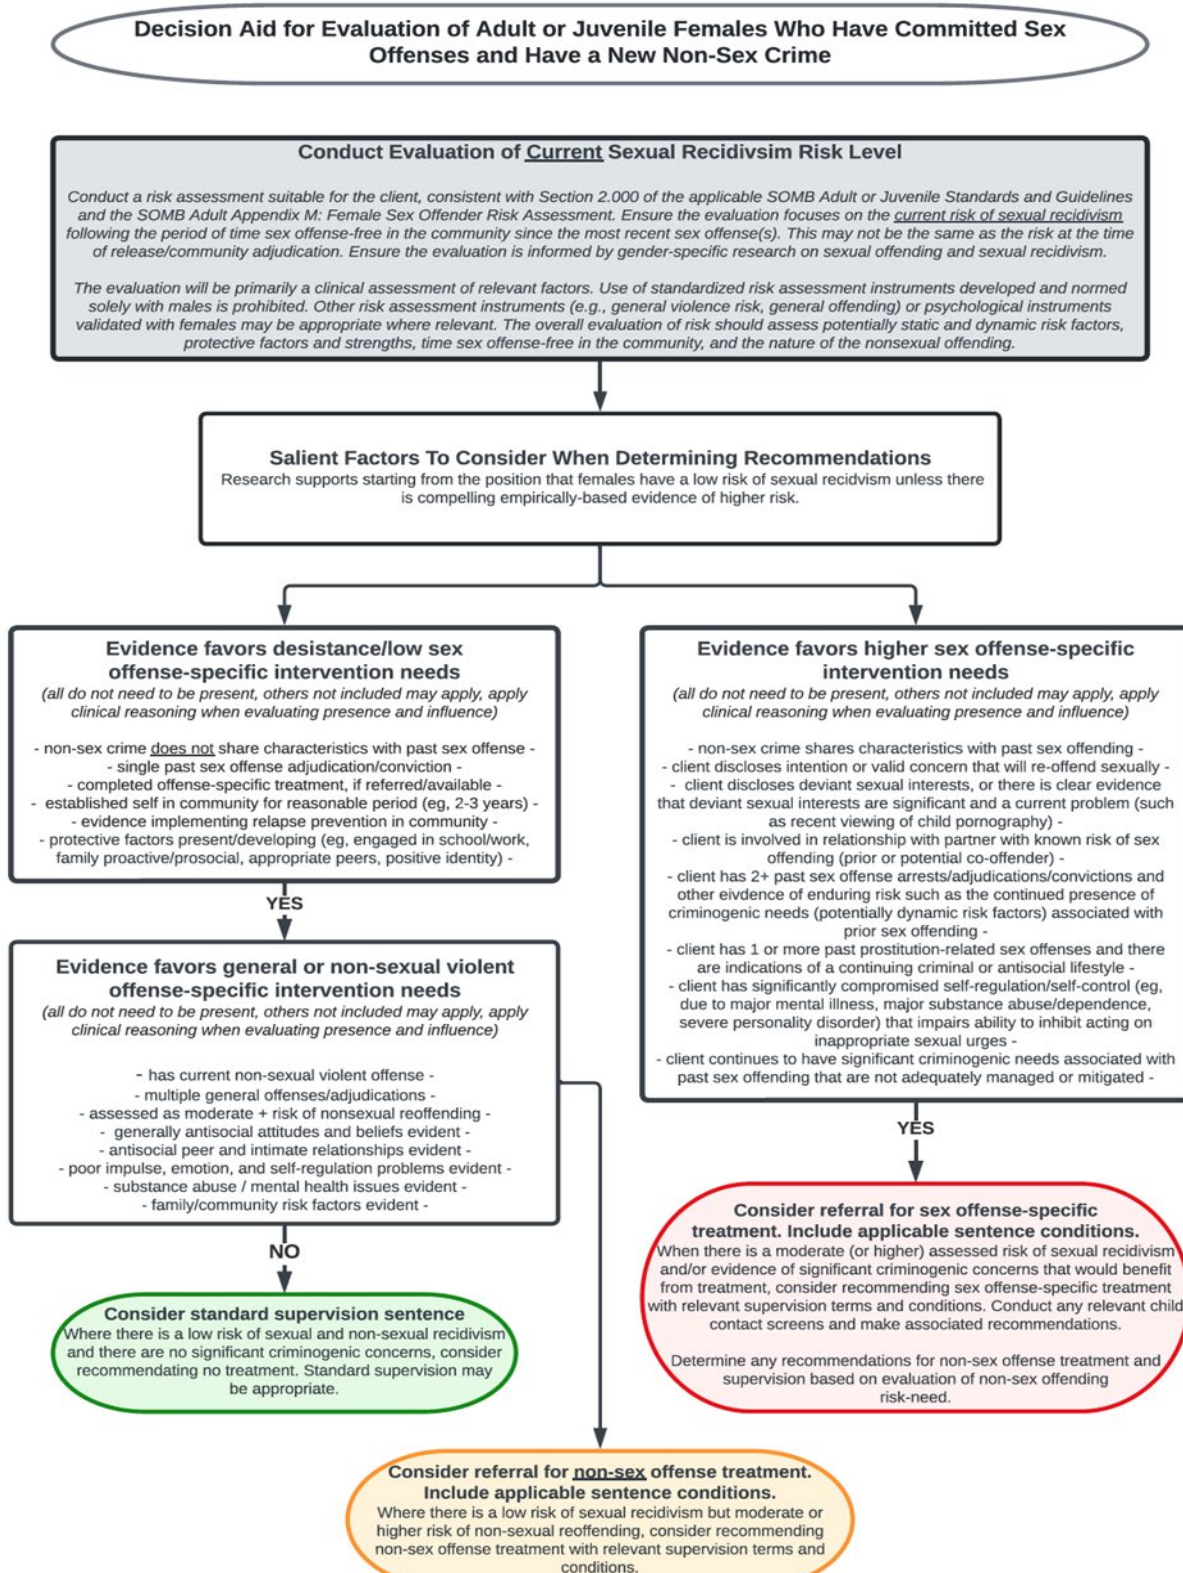 Decision Aid for Evaluation of Adult or Juvenile Females Who Have Committed Sex
Offenses and Have a New Non-Sex Crime
Conduct Evaluation of Current Sexual Recidivsim Risk Level
Conduct a risk assessment suitable for the client, consistent with Section 2.000 of the applicable SOMB Adult or Juvenile Standards and Guidelines
and the SOMB Adult Appendix M: Female Sex Offender Risk Assessment. Ensure the evaluation focuses on the current risk of sexual recidivism
following the period of time sex offense-free in the community since the most recent sex offense(s). This may not be the same as the risk at the time
of release/community adjudication. Ensure the evaluation is informed by gender-specific research on sexual offending and sexual recidivism.
The evaluation will be primarily a clinical assessment of relevant factors. Use of standardized risk assessment instruments developed and normed
solely with males is prohibited. Other risk assessment instruments (e.g., general violence risk, general offending) or psychological instruments
validated with females may be appropriate where relevant. The overall evaluation of risk should assess potentially static and dynamic risk factors,
protective factors and strengths, time sex offense-free in the community, and the nature of the nonsexual offending.
Salient Factors To Consider When Determining Recommendations
Research supports starting from the position that females have a low risk of sexual recidvism unless there
is compelling empirically-based evidence of higher risk.
Evidence favors desistance/low sex
offense-specific intervention needs
(all do not need to be present, others not included may apply, apply
clinical reasoning when evaluating presence and influence)
- non-sex crime does not share characteristics with past sex offense -
- single past sex offense adjudication/conviction -
- completed offense-specific treatment, if referred/available -
- established self in community for reasonable period (eg, 2-3 years) -
- evidence implementing relapse prevention in community -
- protective factors present/developing (eg, engaged in school/work,
family proactive/prosocial, appropriate peers, positive identity) -
YES
Evidence favors general or non-sexual violent
offense-specific intervention needs
(all do not need to be present, others not included may apply, apply
clinical reasoning when evaluating presence and influence)
- has current non-sexual violent offense -
- multiple general offenses/adjudications -
- assessed as moderate + risk of nonsexual reoffending -
- generally antisocial attitudes and beliefs evident -
- antisocial peer and intimate relationships evident -
- poor impulse, emotion, and self-regulation problems evident -
- substance abuse / mental health issues evident -
- family/community risk factors evident -
NO
Consider standard supervision sentence
Where there is a low risk of sexual and non-sexual recidivism
and there are no significant criminogenic concerns, consider
recommendating no treatment. Standard supervision may
be appropriate.
Evidence favors higher sex offense-specific
intervention needs
(all do not need to be present, others not included may apply, apply
clinical reasoning when evaluating presence and influence)
- non-sex crime shares characteristics with past sex offending -
- client discloses intention or valid concern that will re-offend sexually -
- client discloses deviant sexual interests, or there is clear evidence
that deviant sexual interests are significant and a current problem (such
as recent viewing of child pornography) -
- client is involved in relationship with partner with known risk of sex
offending (prior or potential co-offender) -
- client has 2+ past sex offense arrests/adjudications/convictions and
other eivdence of enduring risk such as the continued presence of
criminogenic needs (potentially dynamic risk factors) associated with
prior sex offending -
- client has 1 or more past prostitution-related sex offenses and there
are indications of a continuing criminal or antisocial lifestyle -
- client has significantly compromised self-regulation/self-control (eg,
due to major mental illness, major substance abuse/dependence,
severe personality disorder) that impairs ability to inhibit acting on
inappropriate sexual urges -
- client continues to have significant criminogenic needs associated with
past sex offending that are not adequately managed or mitigated -
YES
Consider referral for sex offense-specific
treatment. Include applicable sentence conditions.
When there is a moderate (or higher) assessed risk of sexual recidivism
and/or evidence of significant criminogenic concerns that would benefit
from treatment, consider recommending sex offense-specific treatment
with relevant supervision terms and conditions. Conduct any relevant child
contact screens and make associated recommendations.
Determine any recommendations for non-sex offense treatment and
supervision based on evaluation of non-sex offending
risk-need.
Consider referral for non-sex offense treatment.
Include applicable sentence conditions.
Where there is a low risk of sexual recidivism but moderate or
higher risk of non-sexual reoffending, consider recommending
non-sex offense treatment with relevant supervision terms and
conditions.